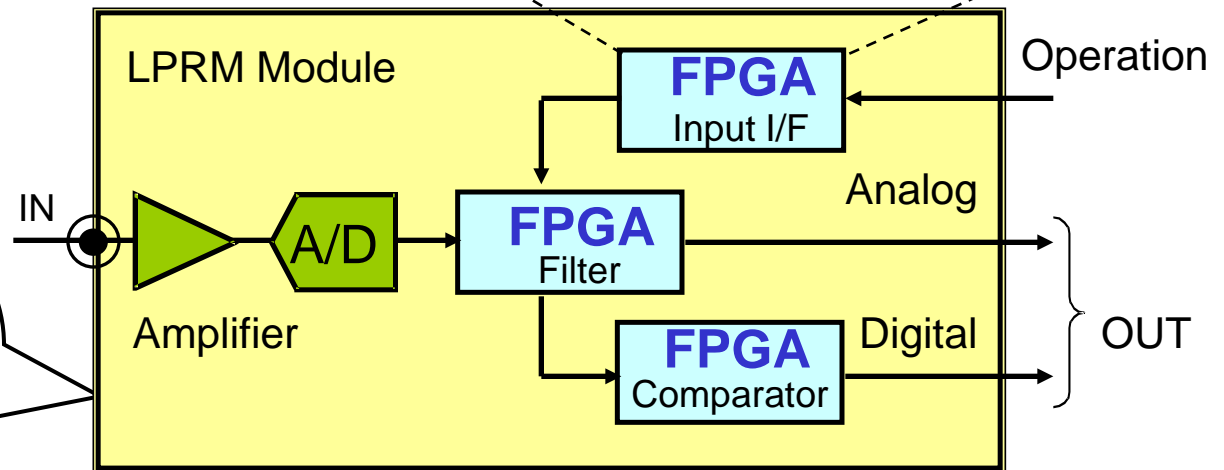 LPRM Module
Operation
FPGA
Input I/F
Analog
IN
A/D
FPGA
Filter
Amplifier
Digital
OUT
FPGA
Comparator